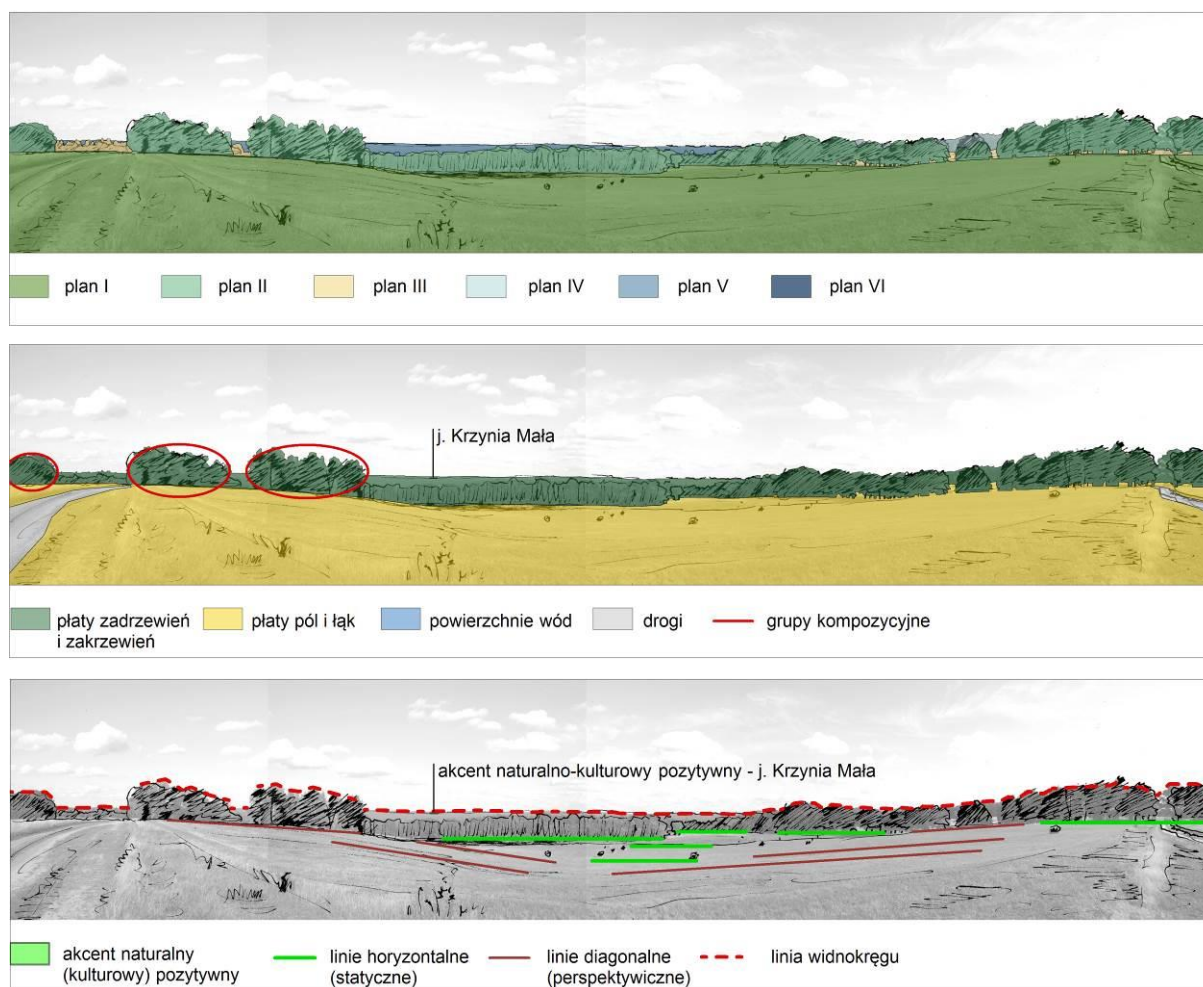 plan I plan II plan III plan IV plan V plan VI
j. Krzynia Mała
płaty zadrzewień płaty pól i łąk powierzchnie wód drogi grupy kompozycyjne
i zakrzewień
akcent naturalno-kulturowy pozytywny - j. Krzynia Mała
akcent naturalny linie horyzontalne linie diagonalne linia widnokręgu
(kulturowy) pozytywny (statyczne) (perspektywiczne)